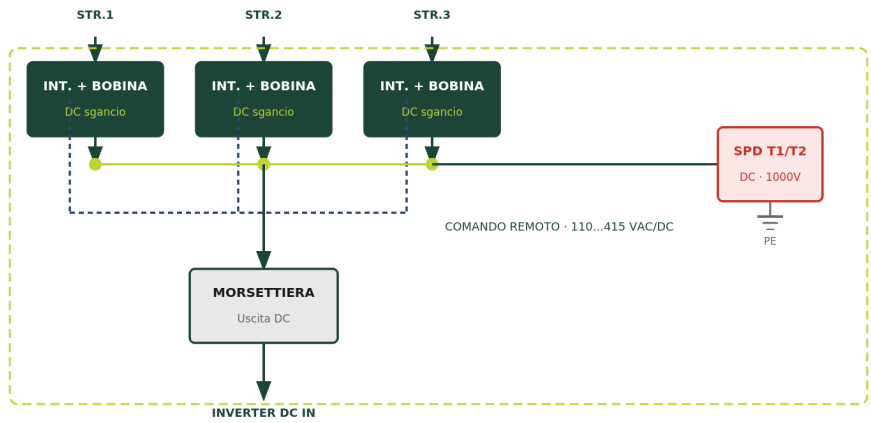 STR.1
STR.2
STR.3
INT. + BOBINA
DC sgancio
INT. + BOBINA
DC sgancio
INT. + BOBINA
DC sgancio
SPD T1/T2
DC · 1000V
PE
COMANDO REMOTO · 110...415 VAC/DC
MORSETTIERA
Uscita DC
INVERTER DC IN